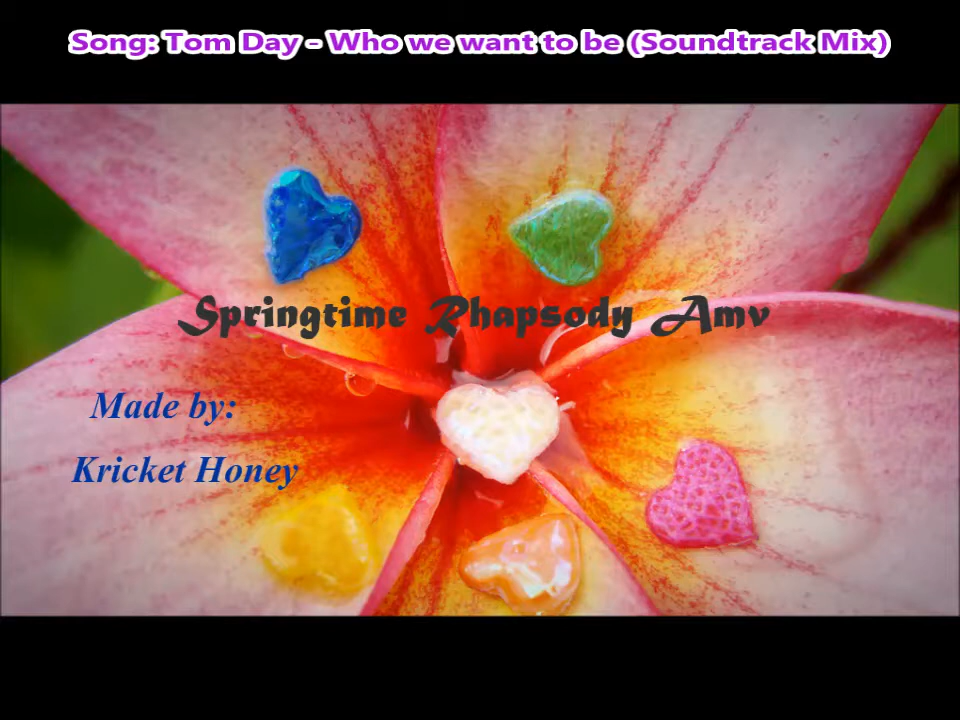 Song: Tom Day - Who we want to be (Soundtrack Mix)
Springtime Rhapsody Amv
Made by:
Kricket Honey